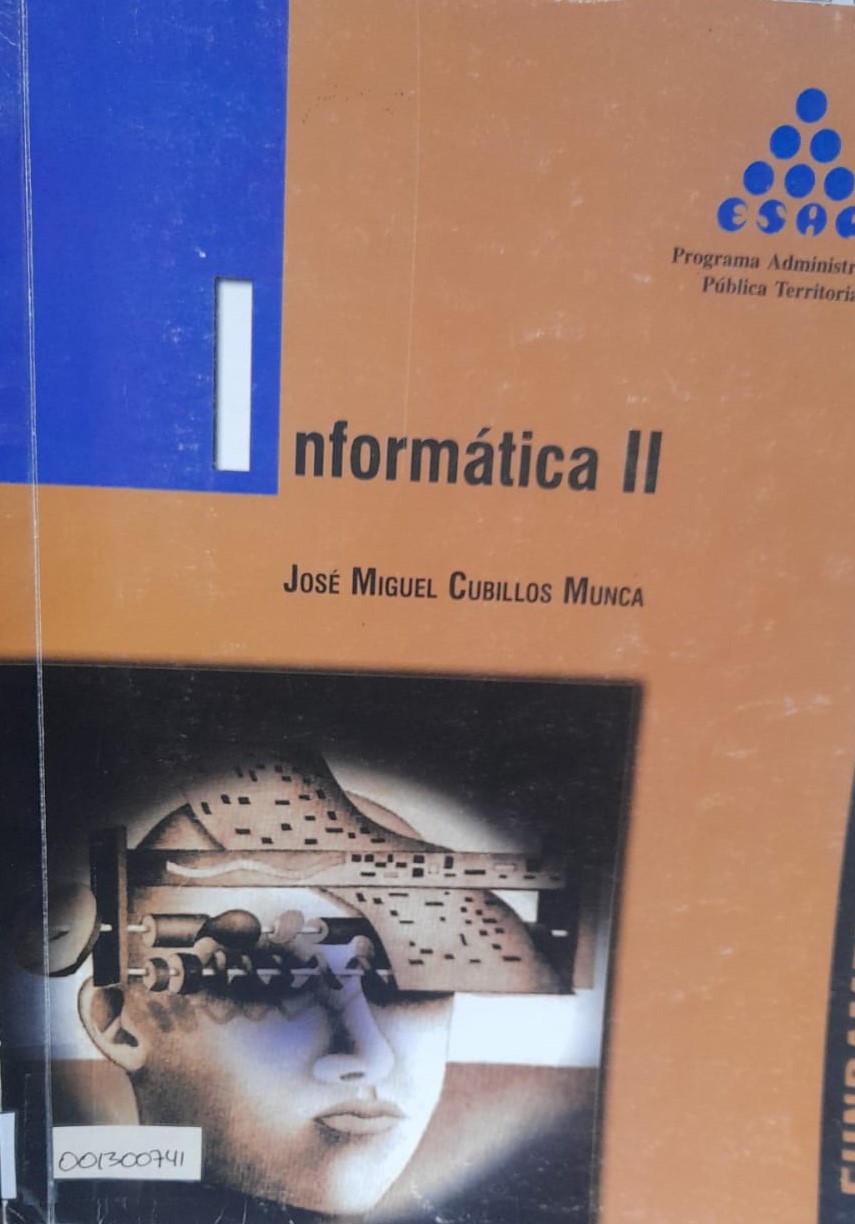 ESAP
Programa Administr
Pública Territoria
Informática II
JOSÉ MIGUEL CUBILLOS MUNCA
001300741